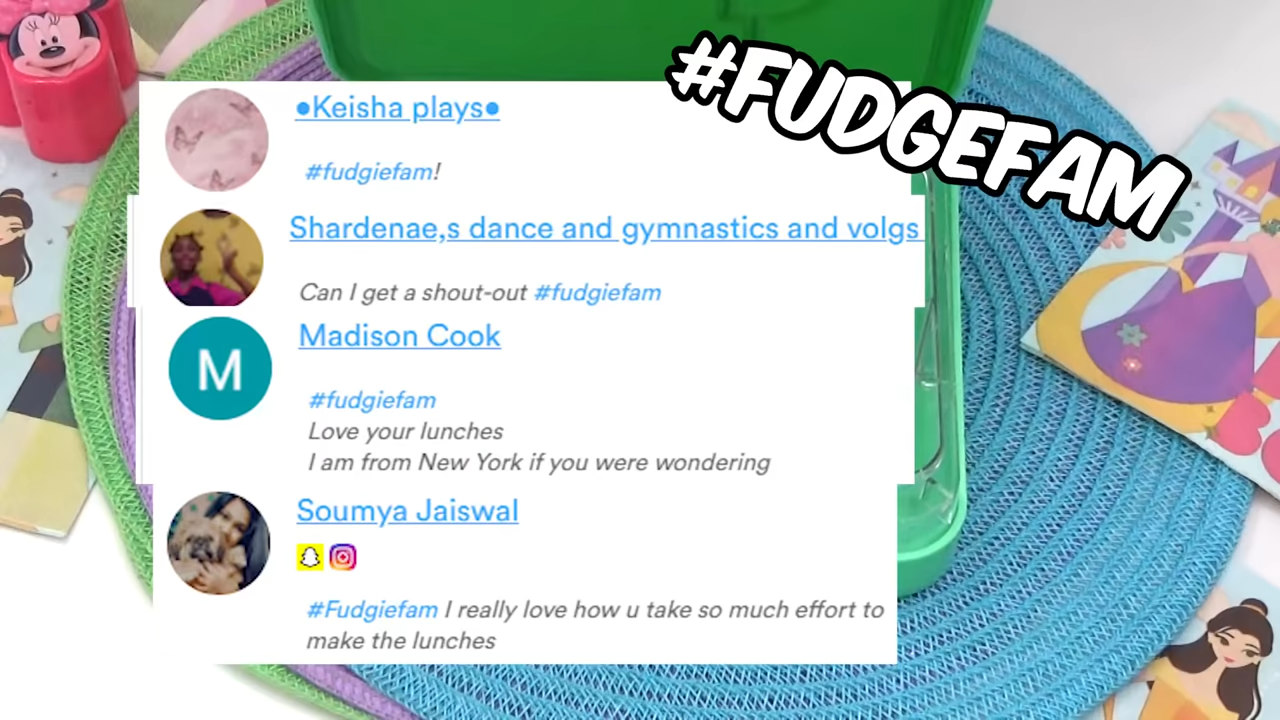 #FUDGEFAM
•Keisha plays•
#fudgiefam!
Shardenae,s dance and gymnastics and volgs
Can I get a shout-out #fudgiefam
M
Madison Cook
#fudgiefam
Love your lunches
I am from New York if you were wondering
Soumya Jaiswal
#Fudgiefam I really love how u take so much effort to
make the lunches